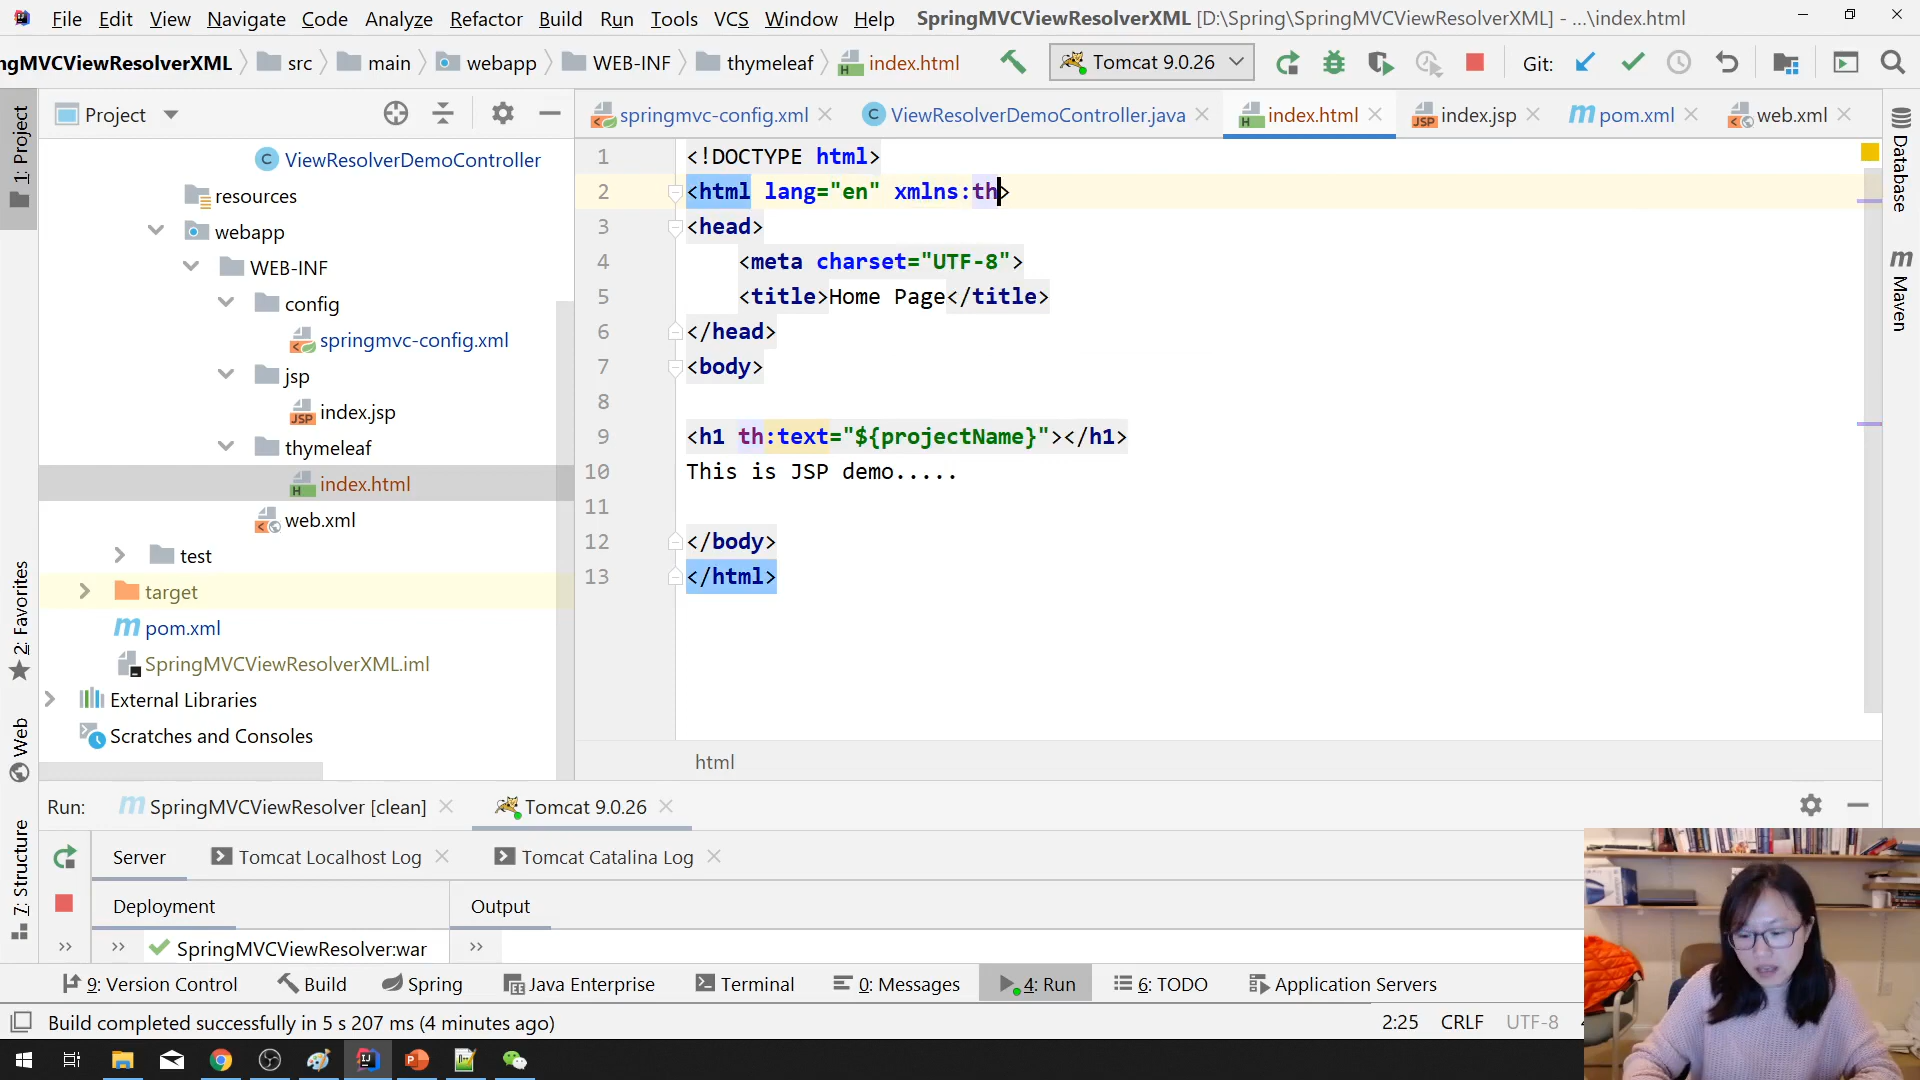 File Edit View Navigate Code Analyze Refactor Build Run Tools VCS Window Help SpringMVCViewResolverXML [D:\Spring\SpringMVCViewResolverXML] - ...\index.html
ngMVCViewResolverXML src main webapp WEB-INF thymeleaf index.html Tomcat 9.0.26 Git:
1: Project
Project
springmvc-config.xml ViewResolverDemoController.java index.html index.jsp pom.xml web.xml
ViewResolverDemoController
resources
webapp
WEB-INF
config
springmvc-config.xml
jsp
index.jsp
thymeleaf
index.html
web.xml
test
target
pom.xml
SpringMVCViewResolverXML.iml
External Libraries
Scratches and Consoles
1 <!DOCTYPE html>
2 <html lang="en" xmlns:th>
3 <head>
4 <meta charset="UTF-8">
5 <title>Home Page</title>
6 </head>
7 <body>
8
9 <h1 th:text="${projectName}"></h1>
10 This is JSP demo.....
11
12 </body>
13 </html>
html
Database
Maven
2: Favorites
Web
7: Structure
Run: SpringMVCViewResolver [clean] Tomcat 9.0.26
Server Tomcat Localhost Log Tomcat Catalina Log
Deployment Output
SpringMVCViewResolver:war
9: Version Control Build Spring Java Enterprise Terminal 0: Messages 4: Run 6: TODO Application Servers
Build completed successfully in 5 s 207 ms (4 minutes ago) 2:25 CRLF UTF-8